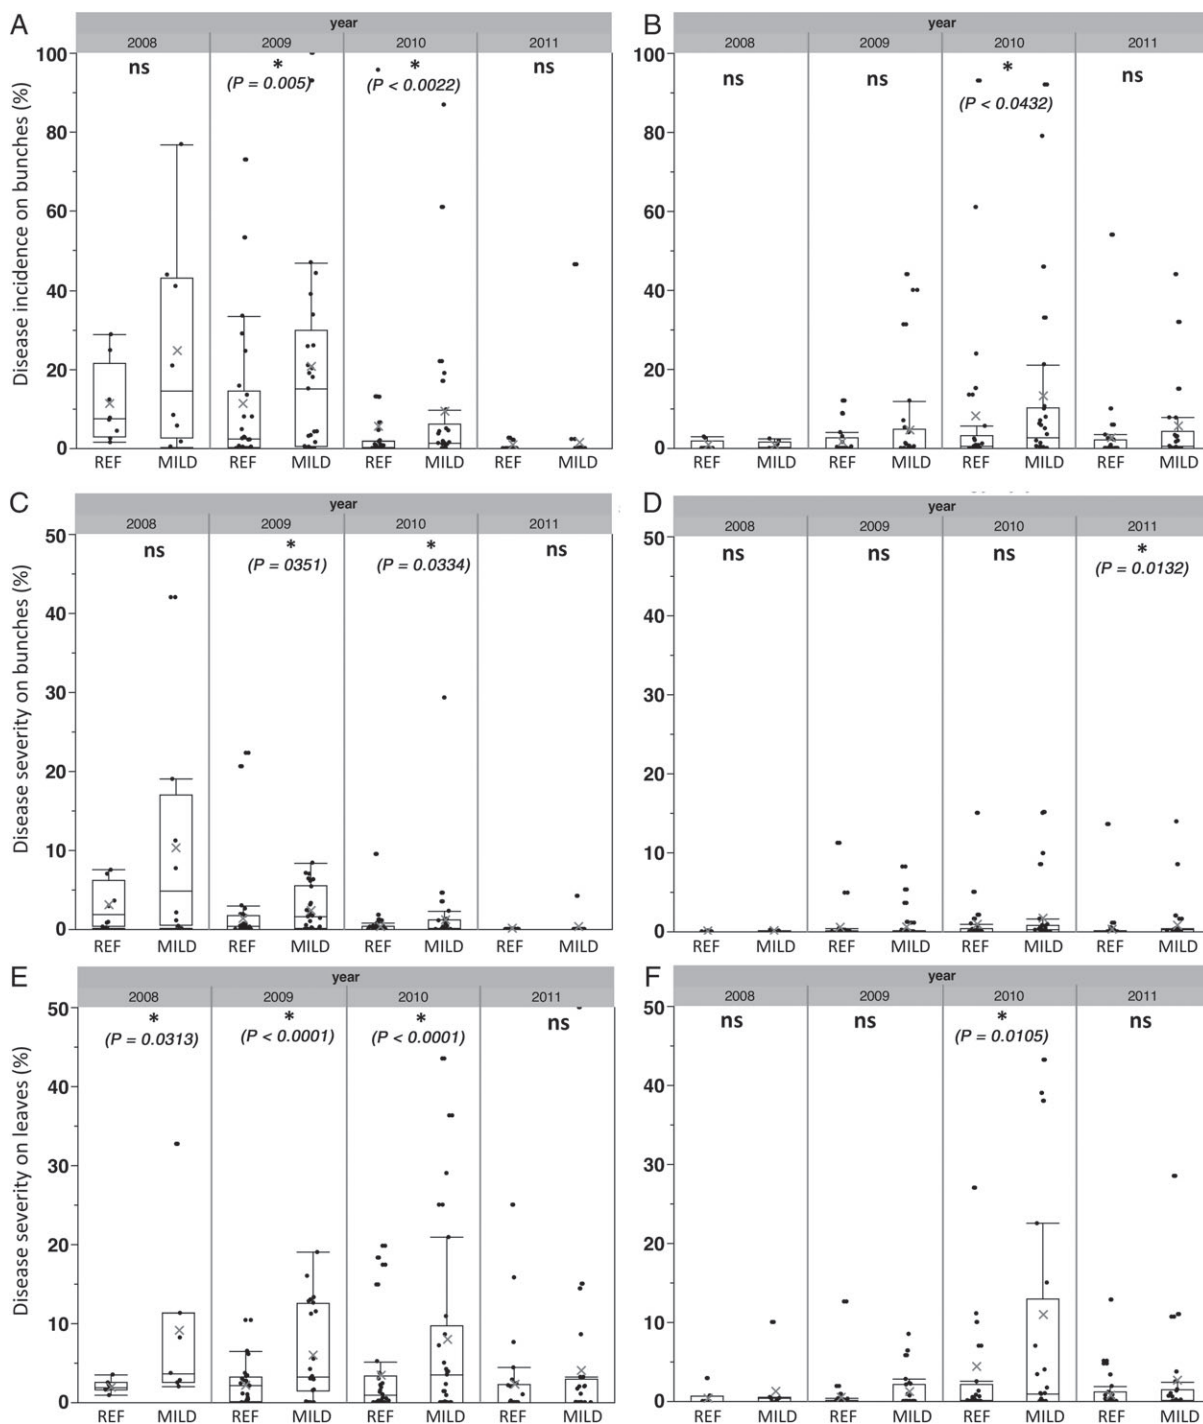 A
year
2008 2009 2010 2011
ns * * ns
(P = 0.005) (P < 0.0022)
Disease incidence on bunches (%)
100
80
60
40
20
0
REF MILD REF MILD REF MILD REF MILD
B
year
2008 2009 2010 2011
ns ns * ns
(P < 0.0432)
100
80
60
40
20
0
REF MILD REF MILD REF MILD REF MILD
C
year
2008 2009 2010 2011
ns * * ns
(P = 0351) (P = 0.0334)
Disease severity on bunches (%)
50
40
30
20
10
0
REF MILD REF MILD REF MILD REF MILD
D
year
2008 2009 2010 2011
ns ns ns *
(P = 0.0132)
50
40
30
20
10
0
REF MILD REF MILD REF MILD REF MILD
E
year
2008 2009 2010 2011
* * * ns
(P = 0.0313) (P < 0.0001) (P < 0.0001)
Disease severity on leaves (%)
50
40
30
20
10
0
REF MILD REF MILD REF MILD REF MILD
F
year
2008 2009 2010 2011
ns ns * ns
(P = 0.0105)
50
40
30
20
10
0
REF MILD REF MILD REF MILD REF MILD